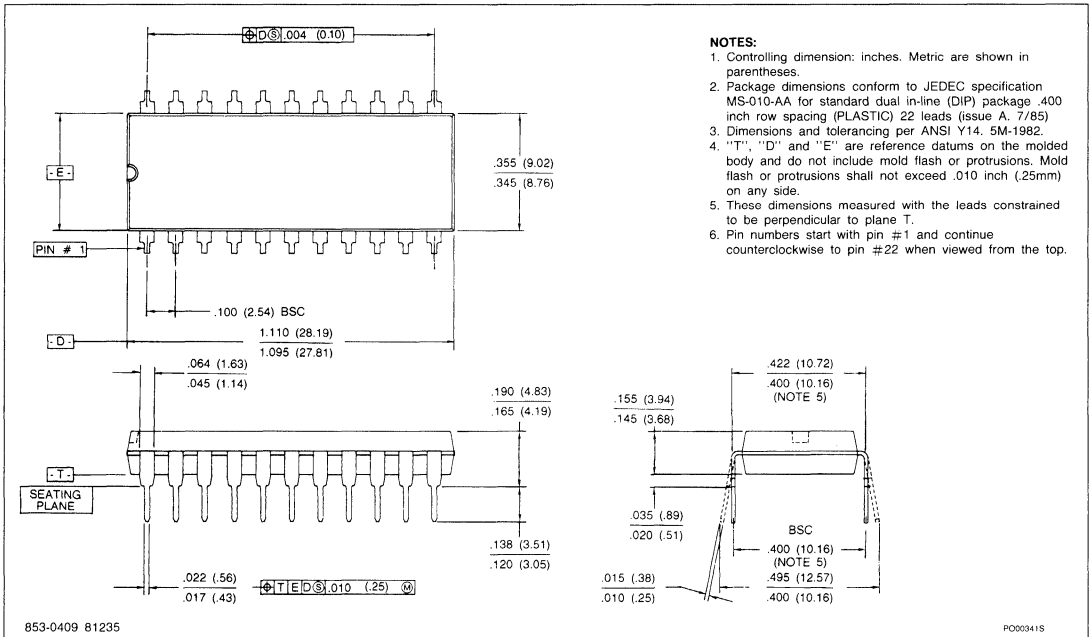 ⌖ D Ⓢ .004 (0.10)
NOTES:
1. Controlling dimension: inches. Metric are shown in
parentheses.
2. Package dimensions conform to JEDEC specification
MS-010-AA for standard dual in-line (DIP) package .400
inch row spacing (PLASTIC) 22 leads (issue A. 7/85)
3. Dimensions and tolerancing per ANSI Y14. 5M-1982.
4. "T", "D" and "E" are reference datums on the molded
body and do not include mold flash or protrusions. Mold
flash or protrusions shall not exceed .010 inch (.25mm)
on any side.
5. These dimensions measured with the leads constrained
to be perpendicular to plane T.
6. Pin numbers start with pin #1 and continue
counterclockwise to pin #22 when viewed from the top.
- E -
.355 (9.02)
.345 (8.76)
PIN # 1
.100 (2.54) BSC
- D -
1.110 (28.19)
1.095 (27.81)
.064 (1.63)
.045 (1.14)
.190 (4.83)
.165 (4.19)
.155 (3.94)
.145 (3.68)
.422 (10.72)
.400 (10.16)
(NOTE 5)
- T -
SEATING
PLANE
.138 (3.51)
.120 (3.05)
.035 (.89)
.020 (.51)
BSC
.400 (10.16)
(NOTE 5)
.495 (12.57)
.400 (10.16)
.015 (.38)
.010 (.25)
.022 (.56)
.017 (.43)
⌖ T E D Ⓢ .010 (.25) Ⓜ
853-0409 81235
PO00341S